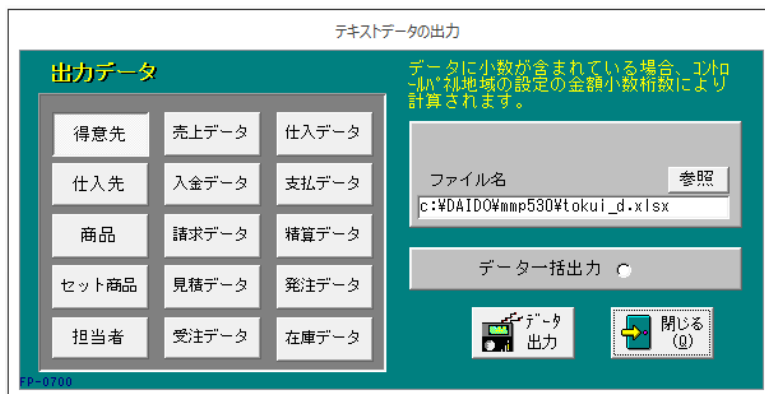 テキストデータの出力
出力データ
データに小数が含まれている場合、ｺﾝﾄﾛ
ｰﾙﾊﾟﾈﾙ地域の設定の金額小数桁数により
計算されます。
得意先 売上データ 仕入データ
仕入先 入金データ 支払データ
商品 請求データ 精算データ
セット商品 見積データ 発注データ
担当者 受注データ 在庫データ
ファイル名 参照
c:¥DAIDO¥mmp530¥tokui_d.xlsx
データ一括出力
ﾃﾞｰﾀ
出力
閉じる
(Q)
FP-0700